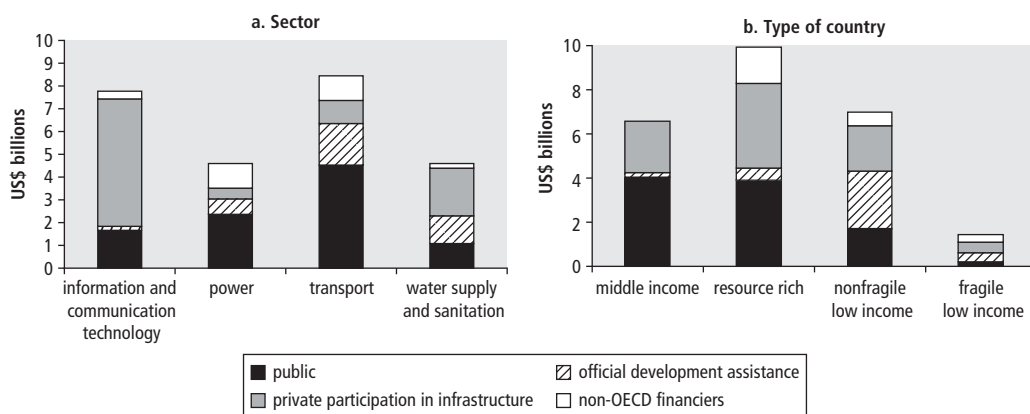 a. Sector
10
9
8
7
6
5
4
3
2
1
0
US$ billions
information and
communication
technology
power
transport
water supply
and sanitation
b. Type of country
10
8
6
4
2
0
US$ billions
middle income
resource rich
nonfragile
low income
fragile
low income
public
official development assistance
private participation in infrastructure
non-OECD financiers